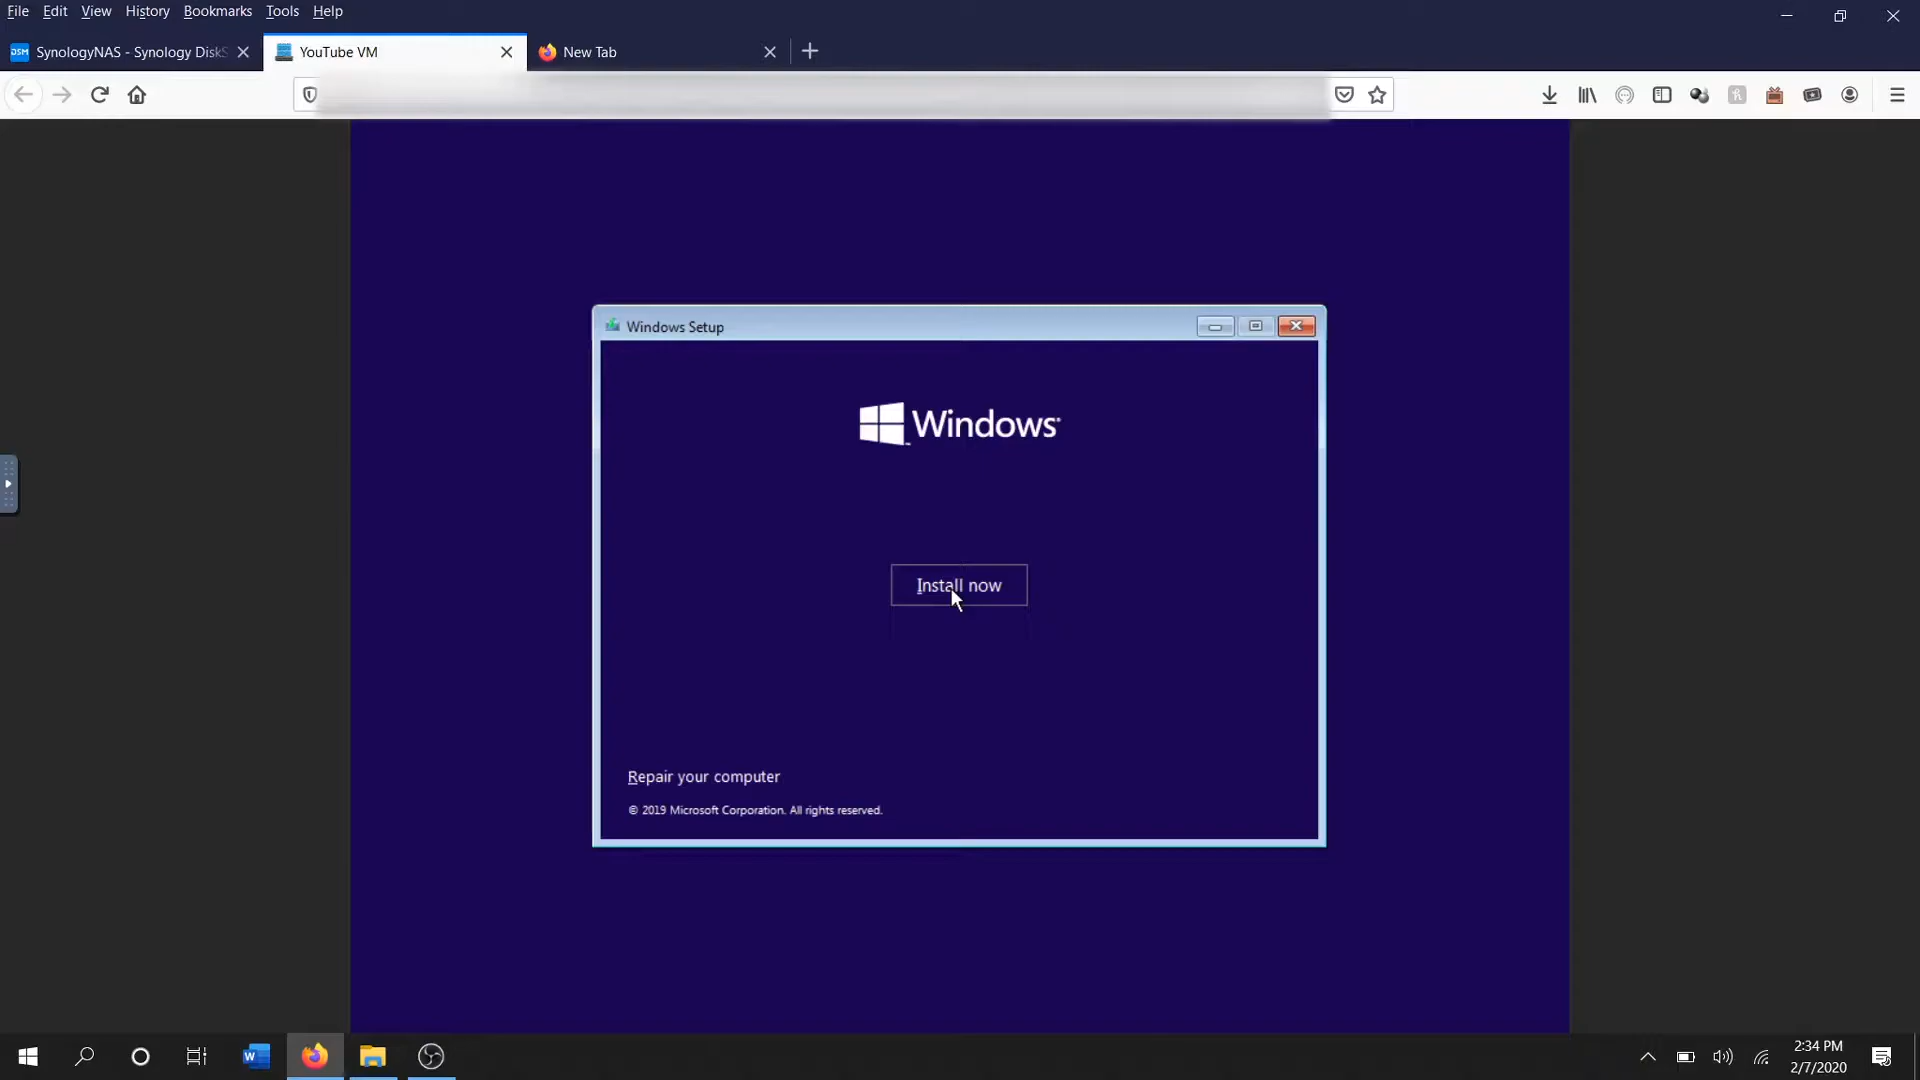 File Edit View History Bookmarks Tools Help
SynologyNAS - Synology DiskS
YouTube VM
New Tab
Windows Setup
Windows
Install now
Repair your computer
© 2019 Microsoft Corporation. All rights reserved.
2:34 PM
2/7/2020